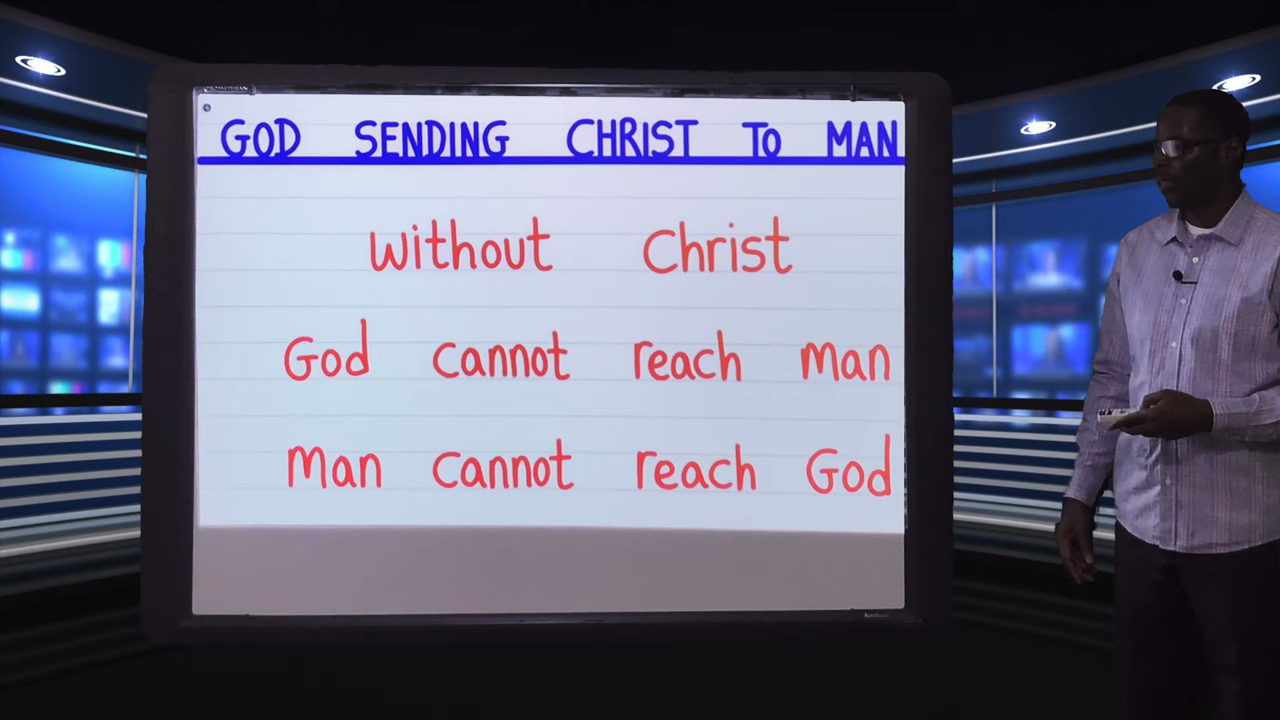 GOD SENDING CHRIST TO MAN
without Christ
God cannot reach man
Man cannot reach God